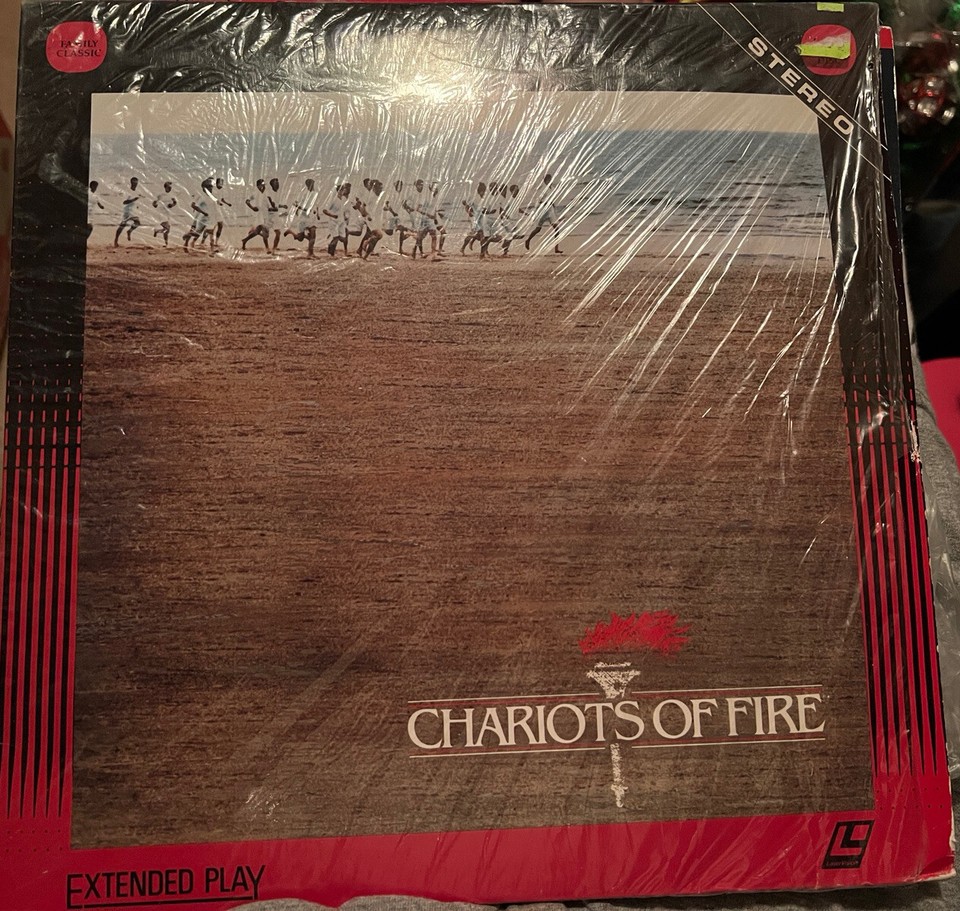 FAMILY
CLASSIC
STEREO
CHARIOTS OF FIRE
EXTENDED PLAY